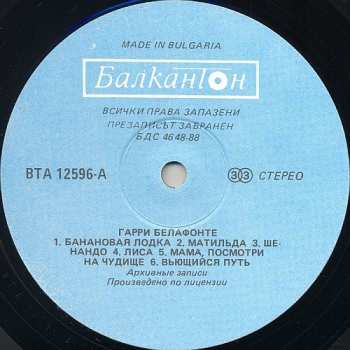 MADE IN BULGARIA
Балкантон
ВСИЧКИ ПРАВА ЗАПАЗЕНИ
ПРЕЗАПИСЪТ ЗАБРАНЕН
БДС 4648-88
ВТА 12596-А 33 СТЕРЕО
ГАРРИ БЕЛАФОНТЕ
1. БАНАНОВАЯ ЛОДКА 2. МАТИЛЬДА 3. ШЕ-
НАНДО 4. ЛИСА 5. МАМА, ПОСМОТРИ
НА ЧУДИЩЕ 6. ВЬЮЩИЙСЯ ПУТЬ
Архивные записи
Произведено по лицензии